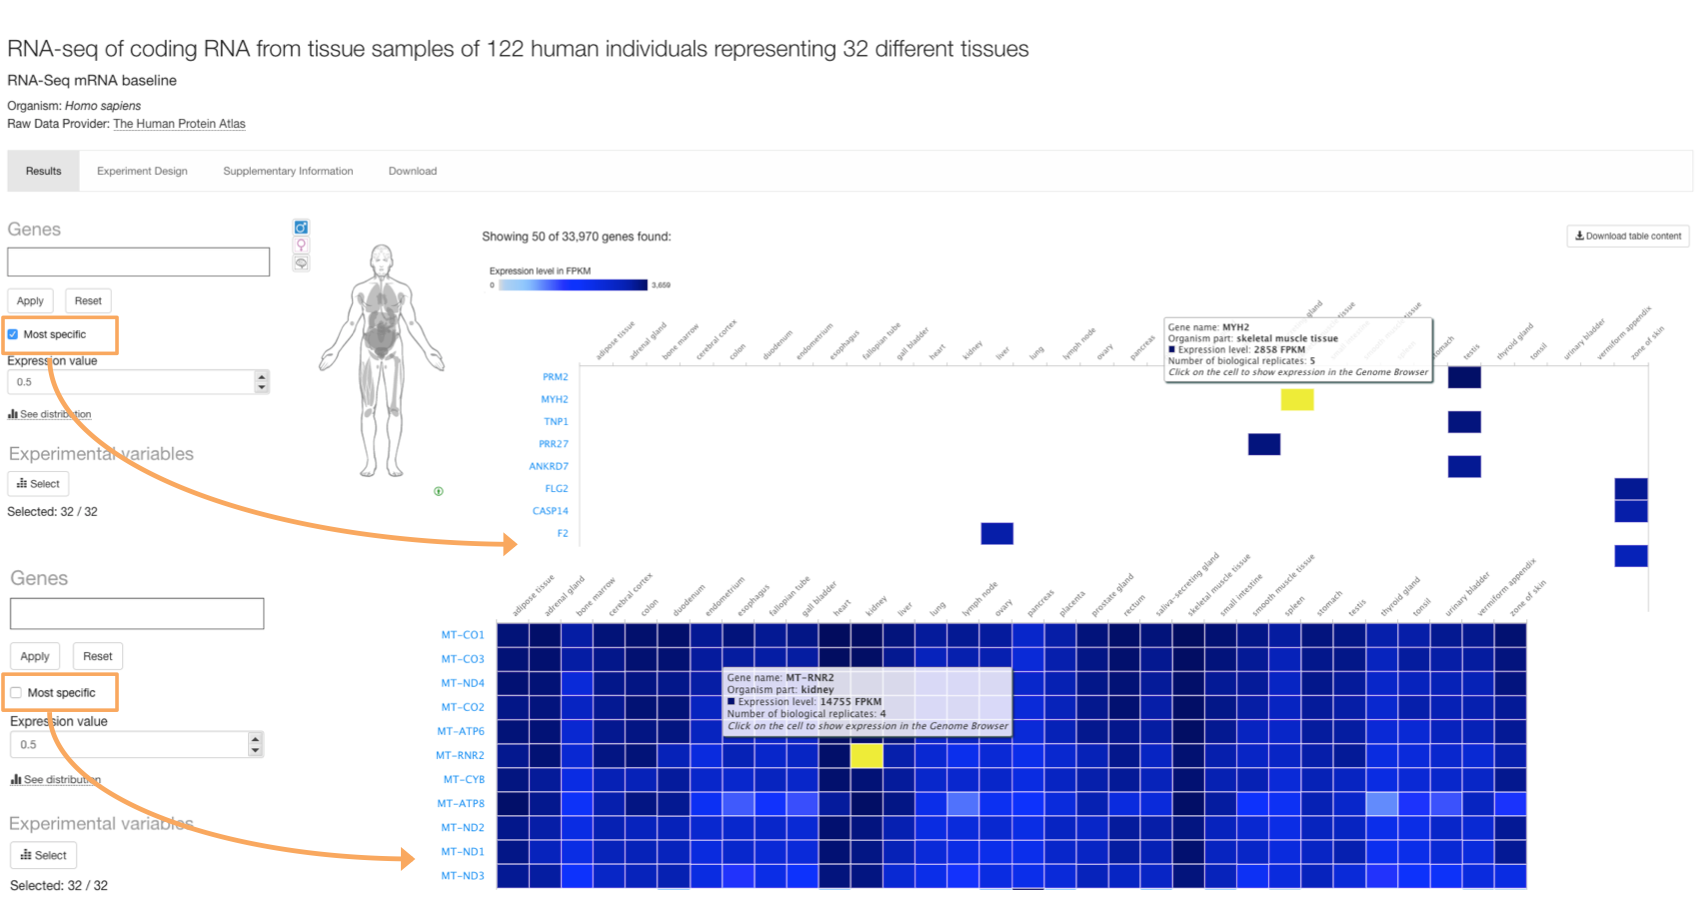 RNA-seq of coding RNA from tissue samples of 122 human individuals representing 32 different tissues
RNA-Seq mRNA baseline
Organism: Homo sapiens
Raw Data Provider: The Human Protein Atlas
Results
Experiment Design
Supplementary Information
Download
Genes
Apply
Reset
Most specific
Expression value
0.5
See distribution
Experimental variables
Select
Selected: 32 / 32
Showing 50 of 33,970 genes found:
Download table content
Expression level in FPKM
0
3,659
adipose tissue
adrenal gland
bone marrow
cerebral cortex
colon
duodenum
endometrium
esophagus
fallopian tube
gall bladder
heart
kidney
liver
lung
lymph node
ovary
pancreas
gland
tissue
tissue
testis
thyroid gland
tonsil
urinary bladder
vermiform appendix
zone of skin
Gene name: MYH2
Organism part: skeletal muscle tissue
Expression level: 2858 FPKM
Number of biological replicates: 5
Click on the cell to show expression in the Genome Browser
PRM2
MYH2
TNP1
PRR27
ANKRD7
FLG2
CASP14
F2
Genes
Apply
Reset
Most specific
Expression value
0.5
See distribution
Experimental variables
Select
Selected: 32 / 32
adipose tissue
adrenal gland
bone marrow
cerebral cortex
colon
duodenum
endometrium
esophagus
fallopian tube
gall bladder
heart
kidney
liver
lung
lymph node
ovary
pancreas
placenta
prostate gland
rectum
saliva-secreting gland
skeletal muscle tissue
small intestine
smooth muscle tissue
spleen
stomach
testis
thyroid gland
tonsil
urinary bladder
vermiform appendix
zone of skin
MT-CO1
MT-CO3
MT-ND4
MT-CO2
MT-ATP6
MT-RNR2
MT-CYB
MT-ATP8
MT-ND2
MT-ND1
MT-ND3
Gene name: MT-RNR2
Organism part: kidney
Expression level: 14755 FPKM
Number of biological replicates: 4
Click on the cell to show expression in the Genome Browser